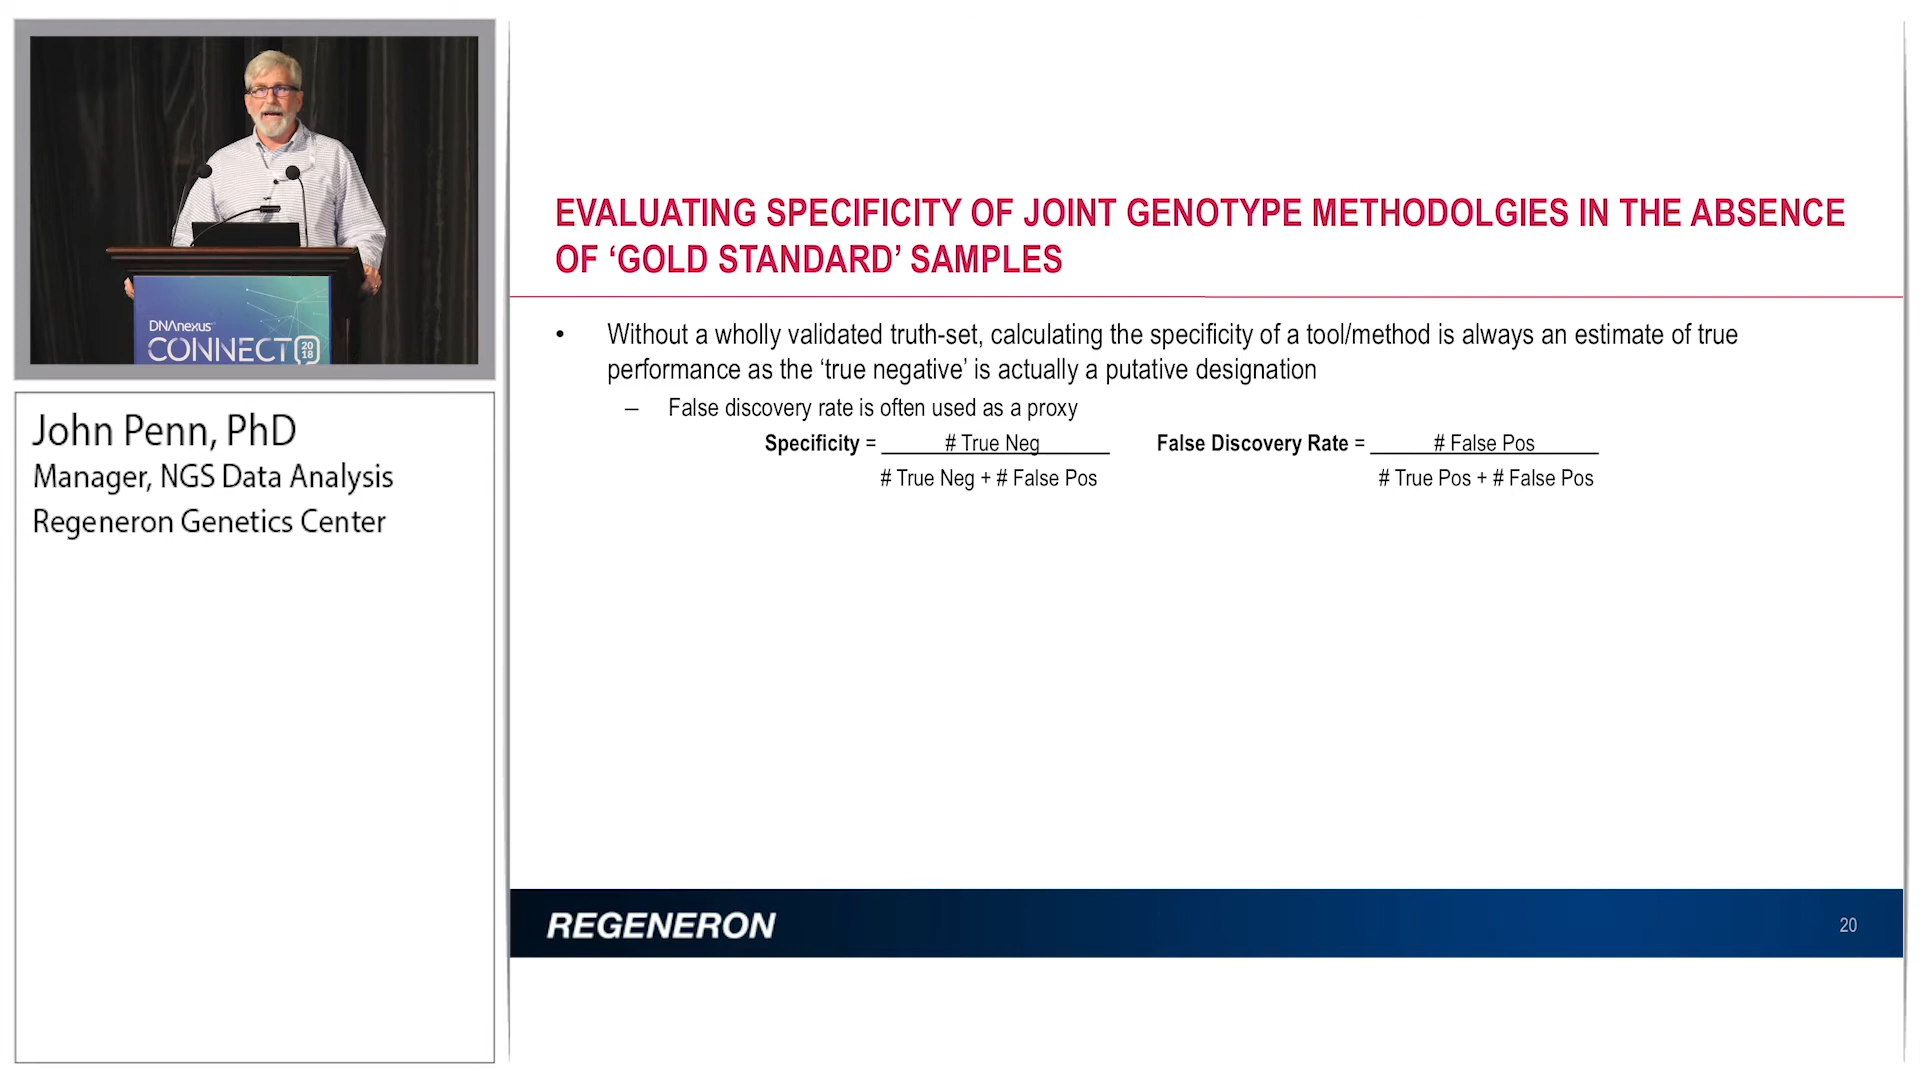 DNAnexus
CONNECT 20
18
John Penn, PhD
Manager, NGS Data Analysis
Regeneron Genetics Center
EVALUATING SPECIFICITY OF JOINT GENOTYPE METHODOLGIES IN THE ABSENCE
OF ‘GOLD STANDARD’ SAMPLES
• Without a wholly validated truth-set, calculating the specificity of a tool/method is always an estimate of true
performance as the ‘true negative’ is actually a putative designation
– False discovery rate is often used as a proxy
Specificity = # True Neg False Discovery Rate = # False Pos
# True Neg + # False Pos # True Pos + # False Pos
REGENERON
20